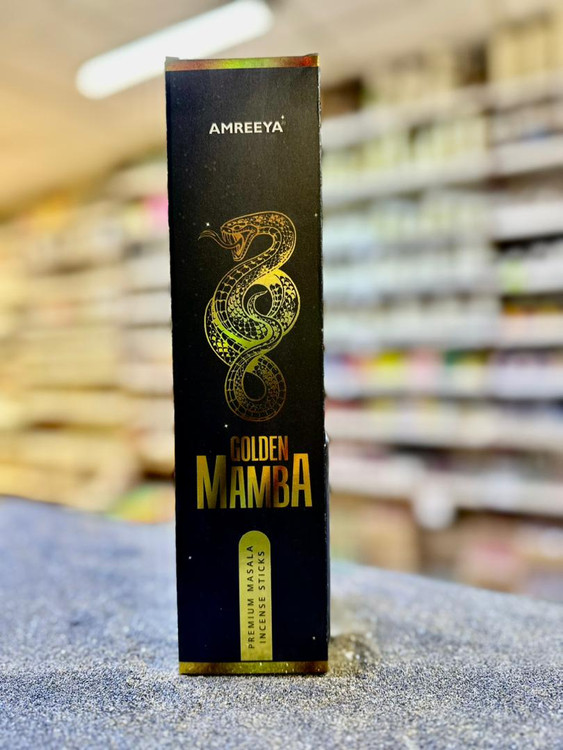 AMREEYA
GOLDEN
MAMBA
PREMIUM MASALA
INCENSE STICKS